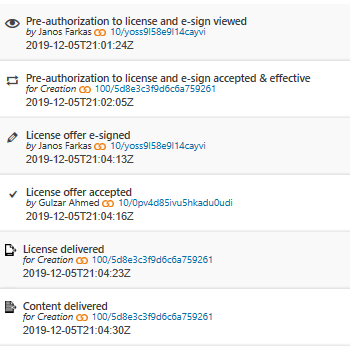 Pre-authorization to license and e-sign viewed
by Janos Farkas 10/yoss9l58e9l14cayvi
2019-12-05T21:01:24Z
Pre-authorization to license and e-sign accepted & effective
for Creation 100/5d8e3c3f9d6c6a759261
2019-12-05T21:02:05Z
License offer e-signed
by Janos Farkas 10/yoss9l58e9l14cayvi
2019-12-05T21:04:13Z
License offer accepted
by Gulzar Ahmed 10/0pv4d85ivu5hkadu0udi
2019-12-05T21:04:16Z
License delivered
for Creation 100/5d8e3c3f9d6c6a759261
2019-12-05T21:04:23Z
Content delivered
for Creation 100/5d8e3c3f9d6c6a759261
2019-12-05T21:04:30Z